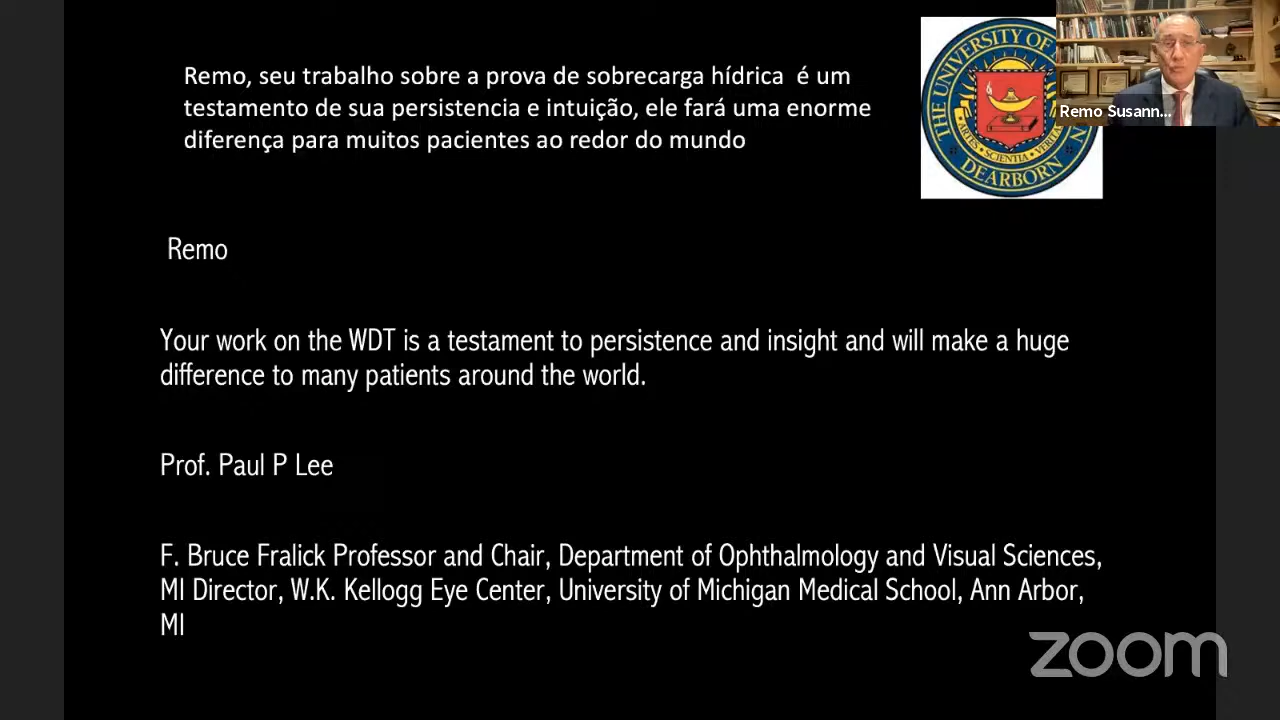 Remo, seu trabalho sobre a prova de sobrecarga hídrica é um
testamento de sua persistencia e intuição, ele fará uma enorme
diferença para muitos pacientes ao redor do mundo
THE UNIVERSITY OF
ARTES SCIENTIA
DEARBORN
Remo Susann...
Remo
Your work on the WDT is a testament to persistence and insight and will make a huge
difference to many patients around the world.
Prof. Paul P Lee
F. Bruce Fralick Professor and Chair, Department of Ophthalmology and Visual Sciences,
MI Director, W.K. Kellogg Eye Center, University of Michigan Medical School, Ann Arbor,
MI
zoom